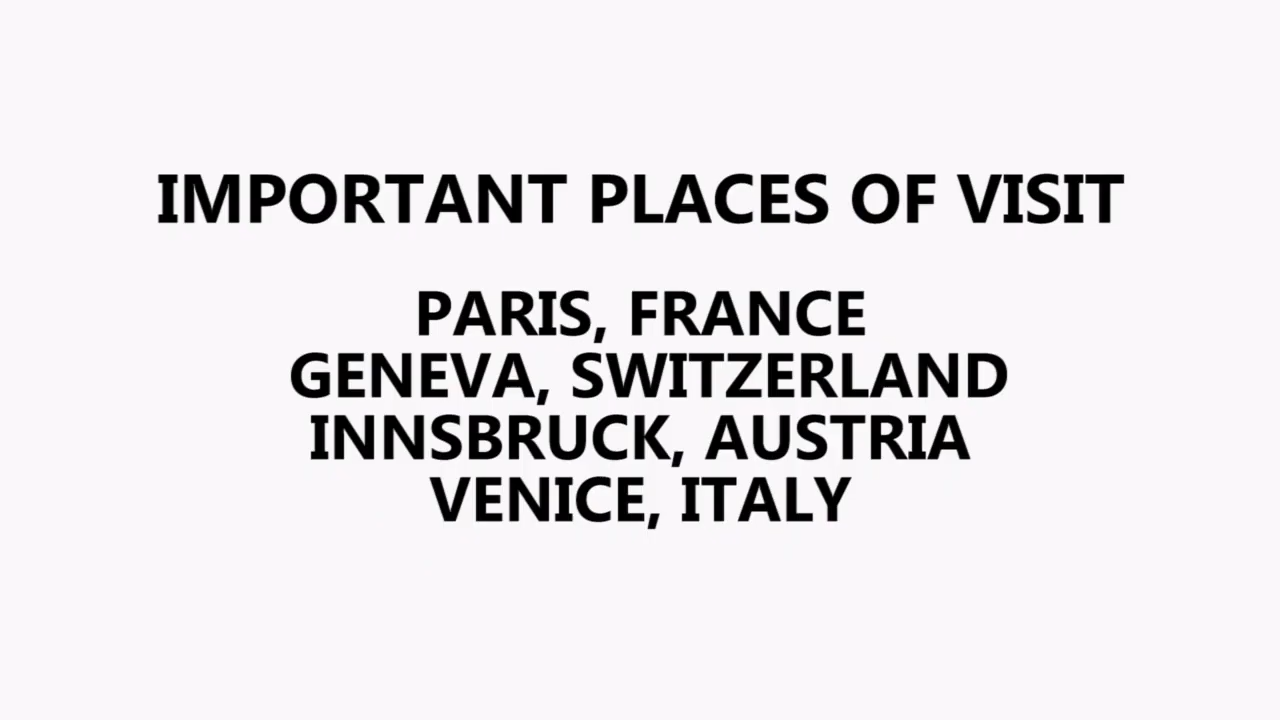 IMPORTANT PLACES OF VISIT
PARIS, FRANCE
GENEVA, SWITZERLAND
INNSBRUCK, AUSTRIA
VENICE, ITALY